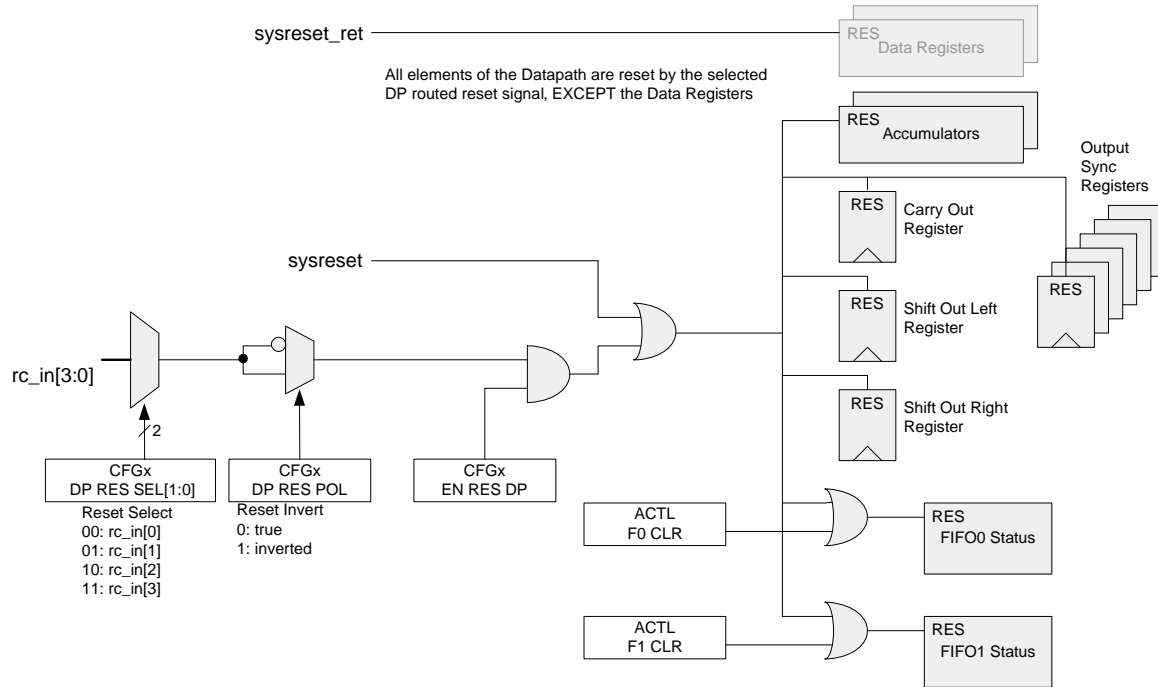 sysreset_ret
RES
Data Registers
All elements of the Datapath are reset by the selected
DP routed reset signal, EXCEPT the Data Registers
RES
Accumulators
Output
Sync
Registers
RES
Carry Out
Register
sysreset
RES
Shift Out Left
Register
RES
rc_in[3:0]
RES
Shift Out Right
Register
2
CFGx
DP RES SEL[1:0]
CFGx
DP RES POL
CFGx
EN RES DP
Reset Select
00: rc_in[0]
01: rc_in[1]
10: rc_in[2]
11: rc_in[3]
Reset Invert
0: true
1: inverted
ACTL
F0 CLR
RES
FIFO0 Status
ACTL
F1 CLR
RES
FIFO1 Status